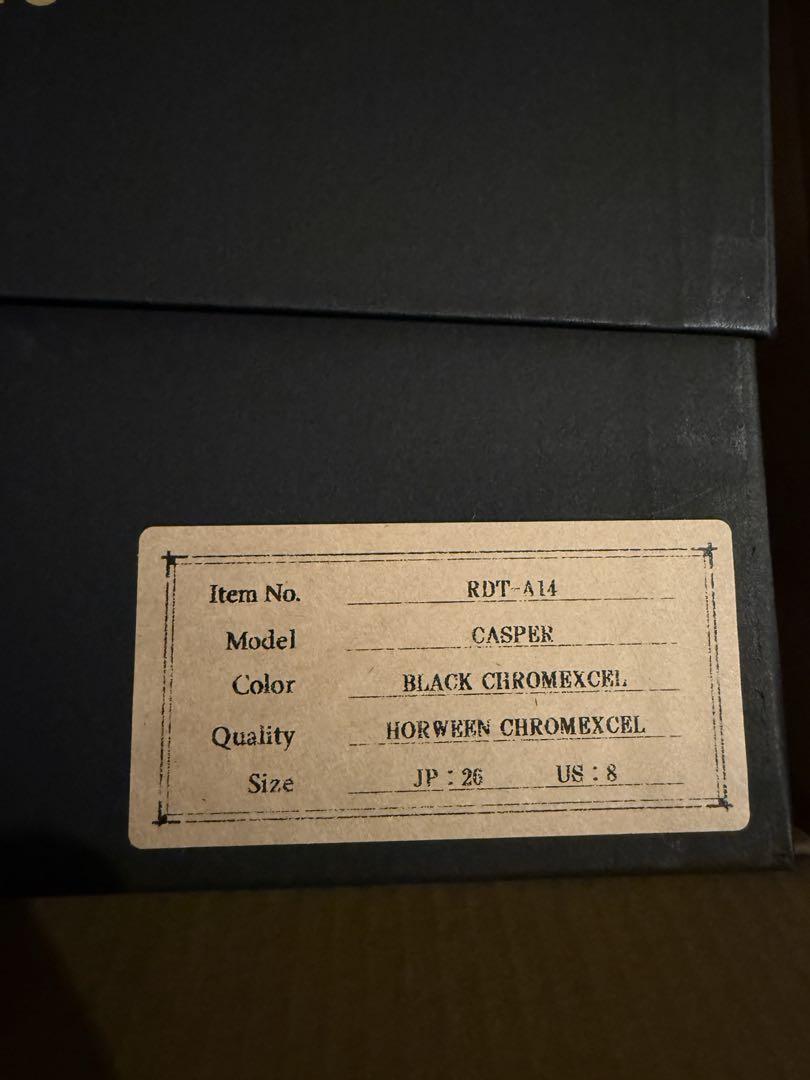 Item No. RDT-A14
Model CASPER
Color BLACK CHROMEXCEL
Quality HORWEEN CHROMEXCEL
Size JP : 26 US : 8